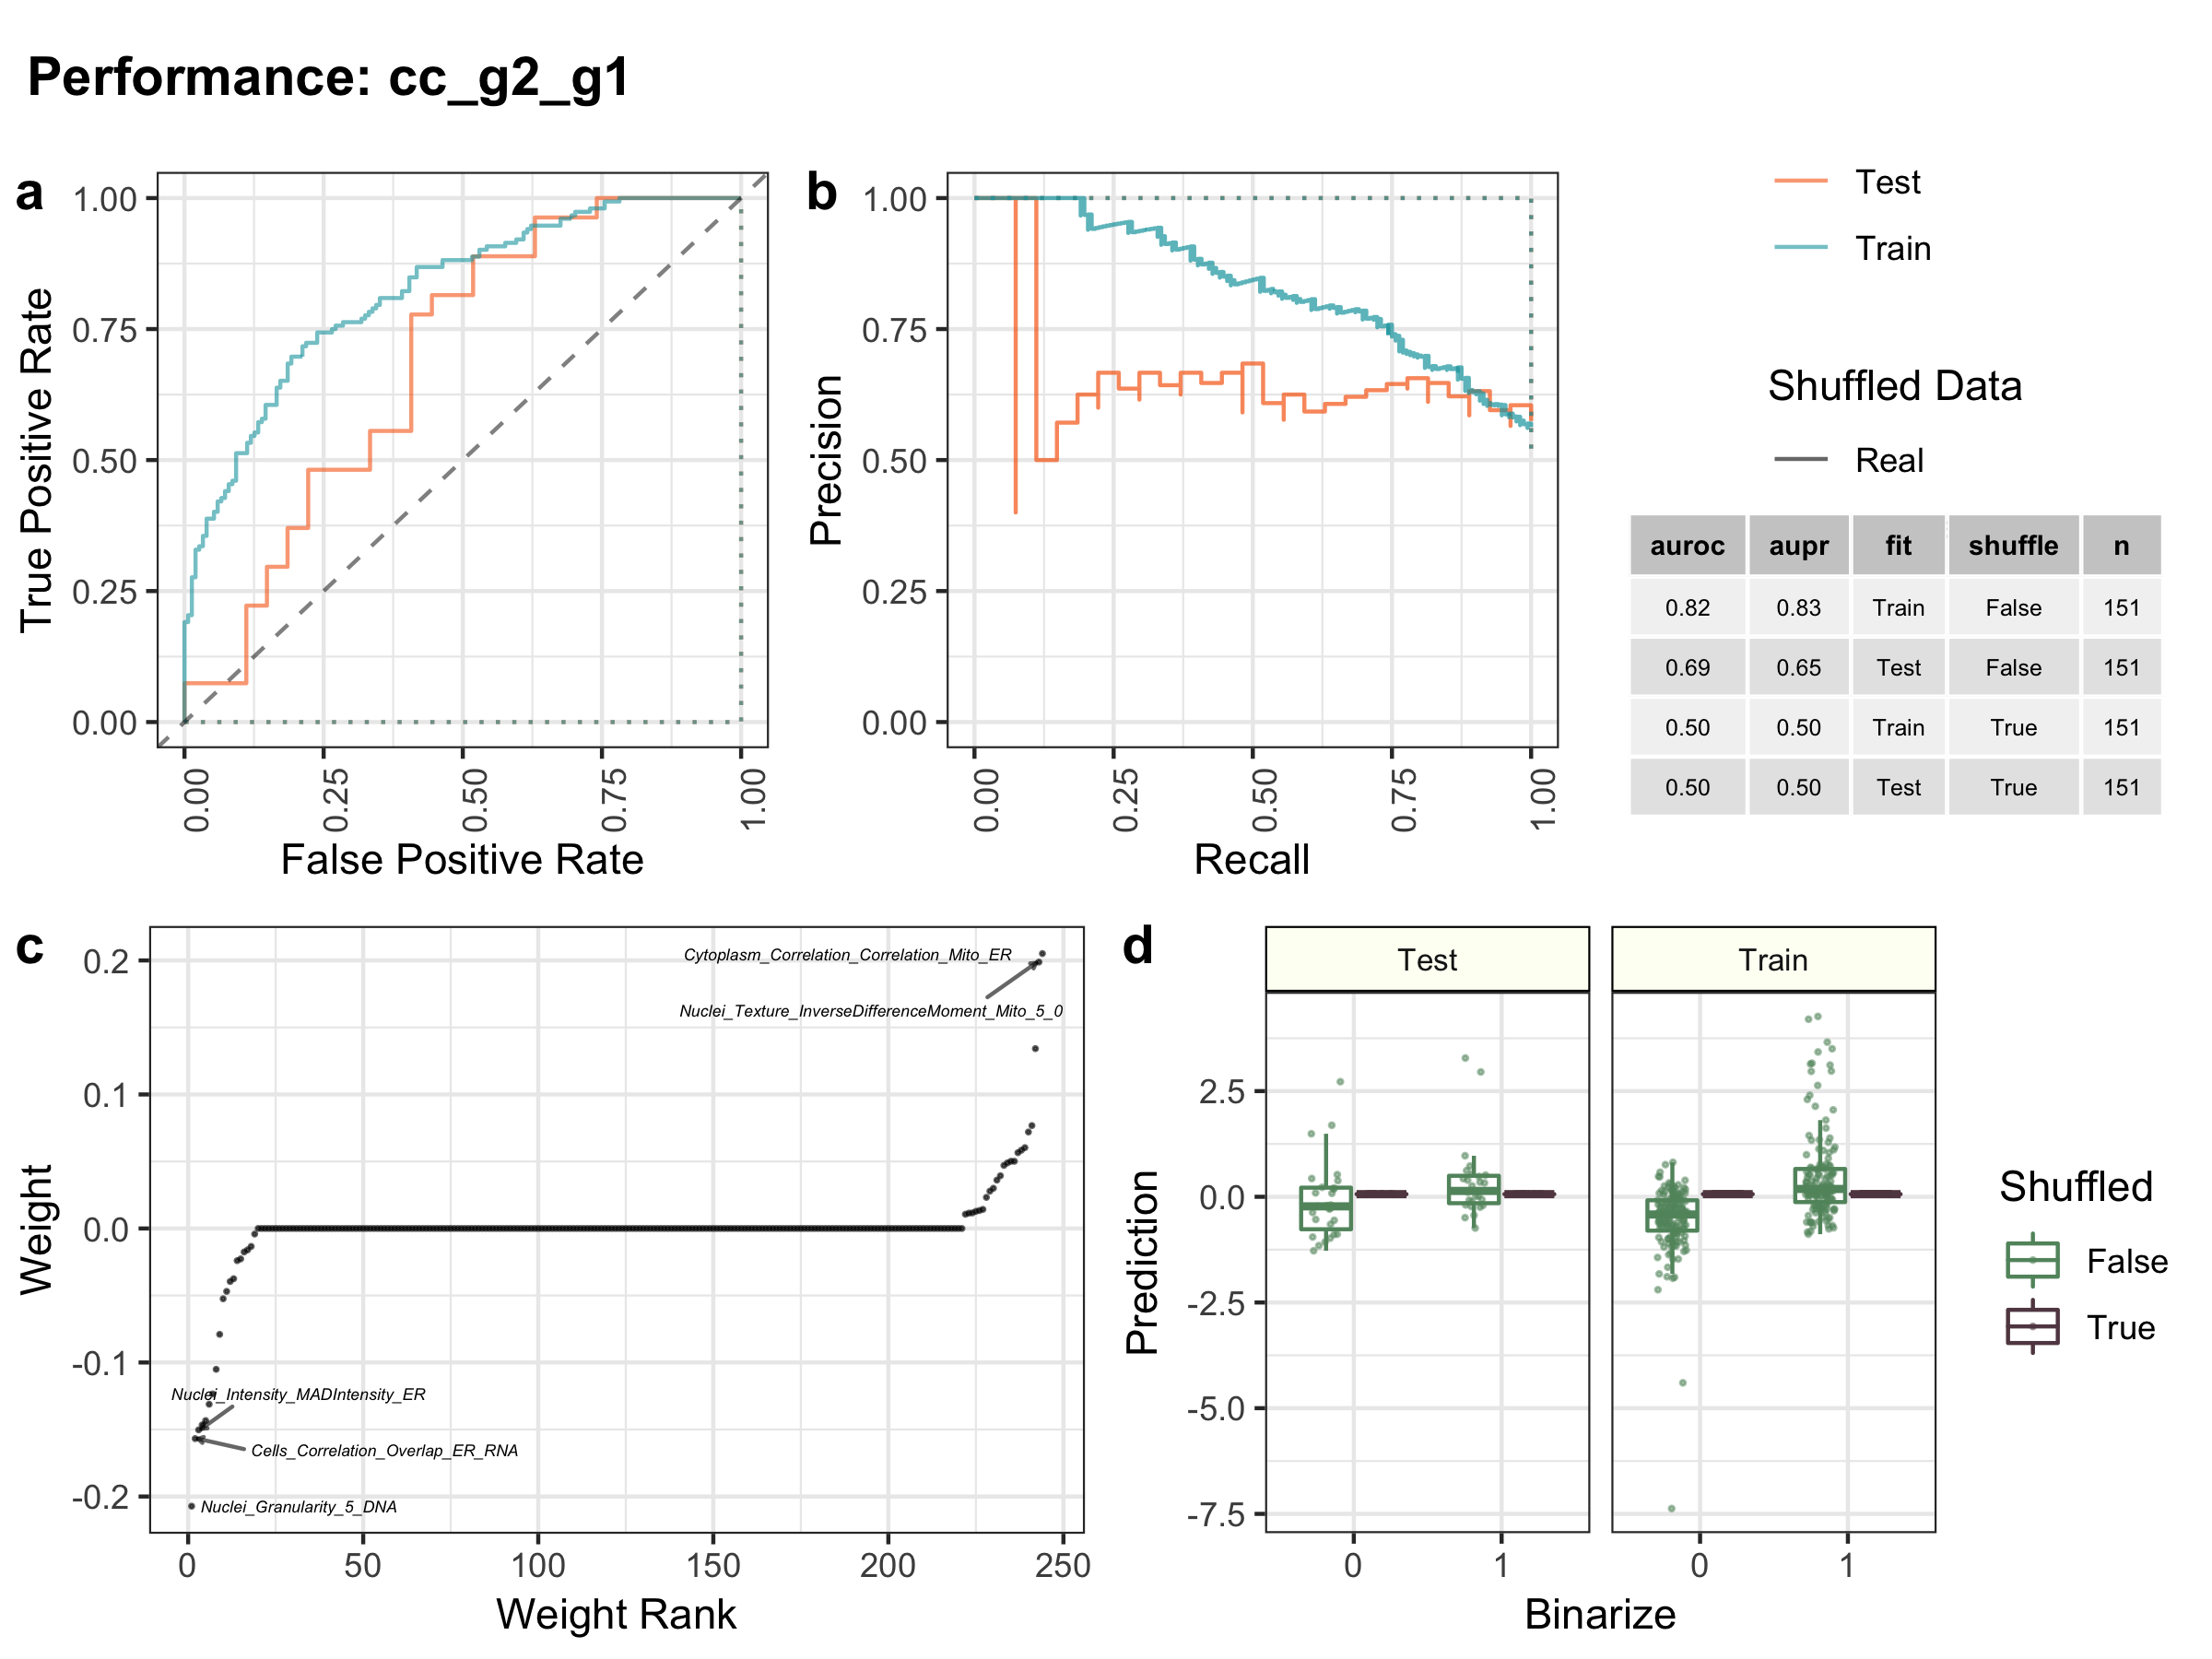 Performance: cc_g2_g1
a
1.00
0.75
0.50
0.25
0.00
True Positive Rate
0.00
0.25
0.50
0.75
1.00
False Positive Rate
b
1.00
0.75
0.50
0.25
0.00
Precision
0.00
0.25
0.50
0.75
1.00
Recall
Test
Train
Shuffled Data
Real
auroc aupr fit shuffle n
0.82 0.83 Train False 151
0.69 0.65 Test False 151
0.50 0.50 Train True 151
0.50 0.50 Test True 151
c
0.2
0.1
0.0
-0.1
-0.2
Weight
Cytoplasm_Correlation_Correlation_Mito_ER
Nuclei_Texture_InverseDifferenceMoment_Mito_5_0
Nuclei_Intensity_MADIntensity_ER
Cells_Correlation_Overlap_ER_RNA
Nuclei_Granularity_5_DNA
0 50 100 150 200 250
Weight Rank
d
Test Train
2.5
0.0
-2.5
-5.0
-7.5
Prediction
0 1 0 1
Binarize
Shuffled
False
True